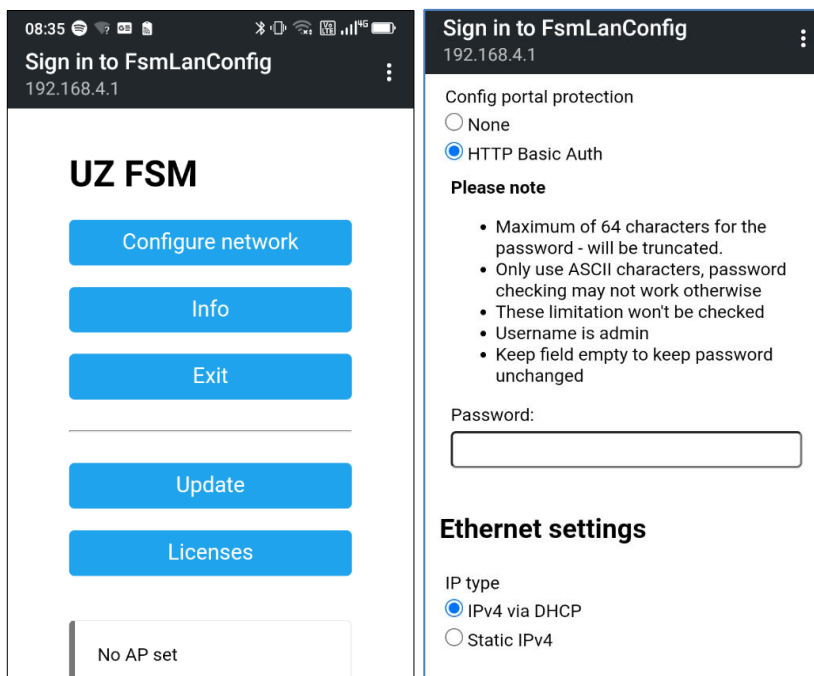 08:35
4G
Sign in to FsmLanConfig
192.168.4.1
UZ FSM
Configure network
Info
Exit
Update
Licenses
No AP set
Sign in to FsmLanConfig
192.168.4.1
Config portal protection
None
HTTP Basic Auth
Please note
• Maximum of 64 characters for the
password - will be truncated.
• Only use ASCII characters, password
checking may not work otherwise
• These limitation won't be checked
• Username is admin
• Keep field empty to keep password
unchanged
Password:
Ethernet settings
IP type
IPv4 via DHCP
Static IPv4